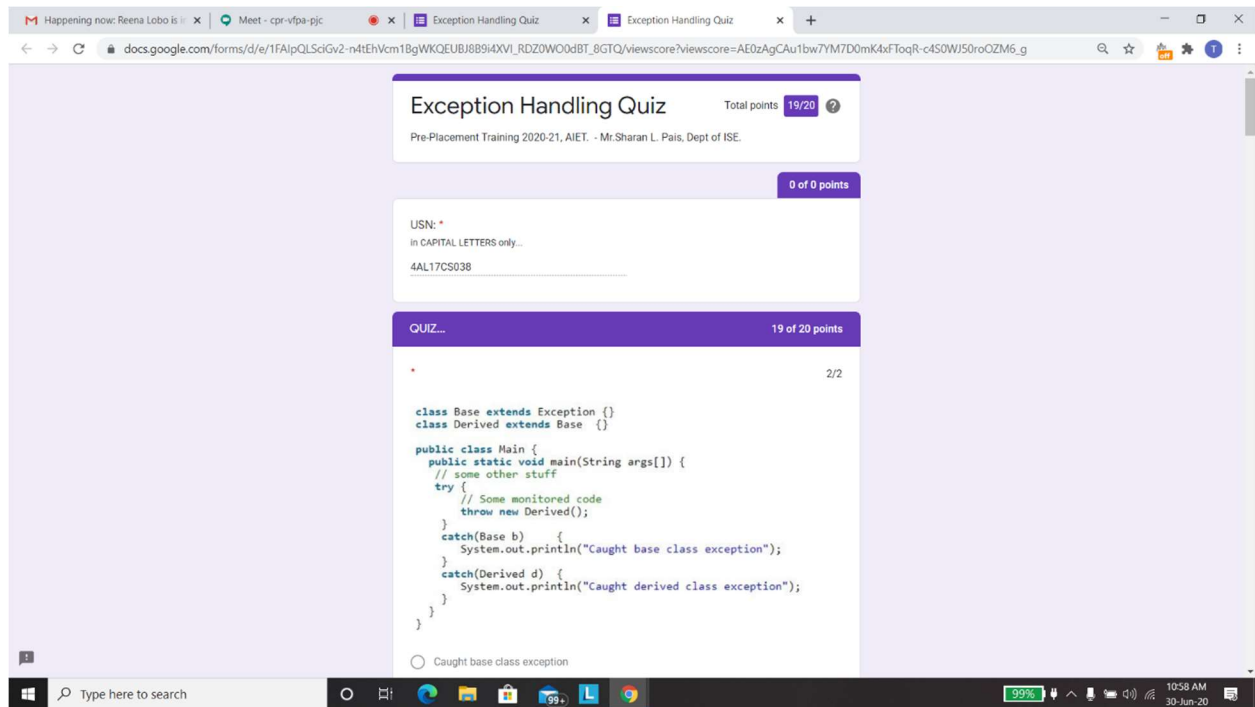 Happening now: Reena Lobo is in
Meet - cpr-vfpa-pjc
Exception Handling Quiz
Exception Handling Quiz
docs.google.com/forms/d/e/1FAIpQLSciGv2-n4tEhVcm1BgWKQEUBJ8B9i4XVI_RDZ0WO0dBT_8GTQ/viewscore?viewscore=AE0zAgCAu1bw7YM7D0mK4xFToqR-c4S0WJ50roOZM6_g
off
T
Exception Handling Quiz
Total points 19/20
Pre-Placement Training 2020-21, AIET. - Mr.Sharan L. Pais, Dept of ISE.
0 of 0 points
USN: *
in CAPITAL LETTERS only...
4AL17CS038
QUIZ...
19 of 20 points
*
2/2
class Base extends Exception {}
class Derived extends Base {}
public class Main {
public static void main(String args[]) {
// some other stuff
try {
// Some monitored code
throw new Derived();
}
catch(Base b) {
System.out.println("Caught base class exception");
}
catch(Derived d) {
System.out.println("Caught derived class exception");
}
}
}
Caught base class exception
Type here to search
99+
L
99%
10:58 AM
30-Jun-20